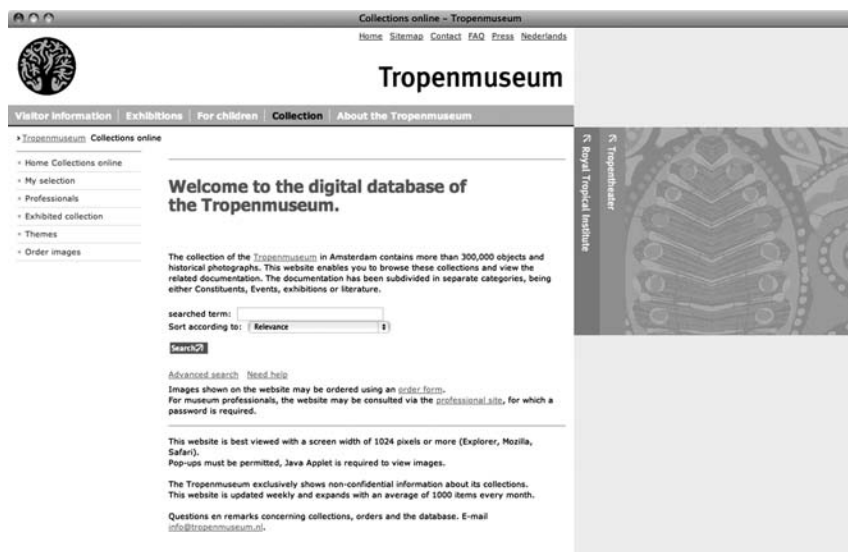 Collections online – Tropenmuseum
Home Sitemap Contact FAQ Press Nederlands
Tropenmuseum
Visitor information Exhibitions For children Collection About the Tropenmuseum
Tropenmuseum Collections online
Home Collections online
My selection
Professionals
Exhibited collection
Themes
Order images
Welcome to the digital database of
the Tropenmuseum.
The collection of the Tropenmuseum in Amsterdam contains more than 300,000 objects and
historical photographs. This website enables you to browse these collections and view the
related documentation. The documentation has been subdivided in separate categories, being
either Constituents, Events, exhibitions or literature.
searched term:
Sort according to: Relevance
Search
Advanced search Need help
Images shown on the website may be ordered using an order form.
For museum professionals, the website may be consulted via the professional site, for which a
password is required.
This website is best viewed with a screen width of 1024 pixels or more (Explorer, Mozilla,
Safari).
Pop-ups must be permitted, Java Applet is required to view images.
The Tropenmuseum exclusively shows non-confidential information about its collections.
This website is updated weekly and expands with an average of 1000 items every month.
Questions en remarks concerning collections, orders and the database. E-mail
info@tropenmuseum.nl.
Royal Tropical Institute
Tropentheater